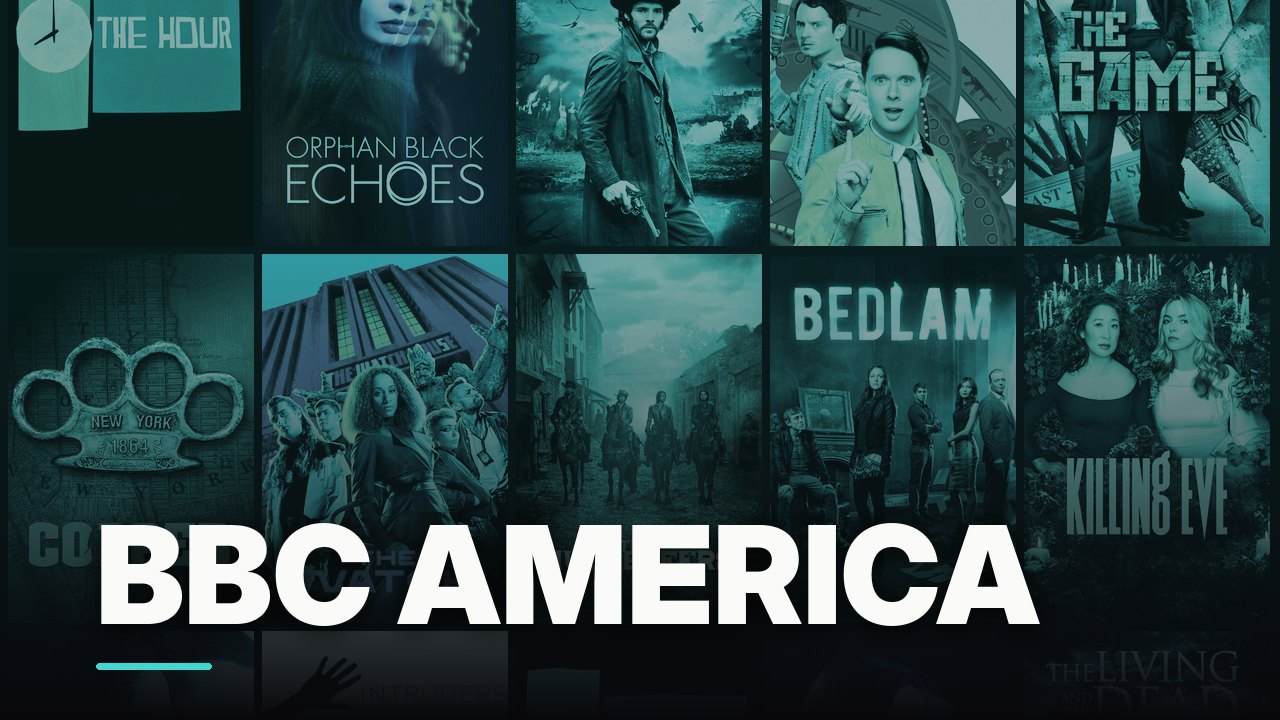 THE HOUR
ORPHAN BLACK
ECHOES
THE
GAME
BEDLAM
NEW YORK
1864
KILLING EVE
BBC AMERICA
INTRUDERS
THE LIVING
AND
DEAD